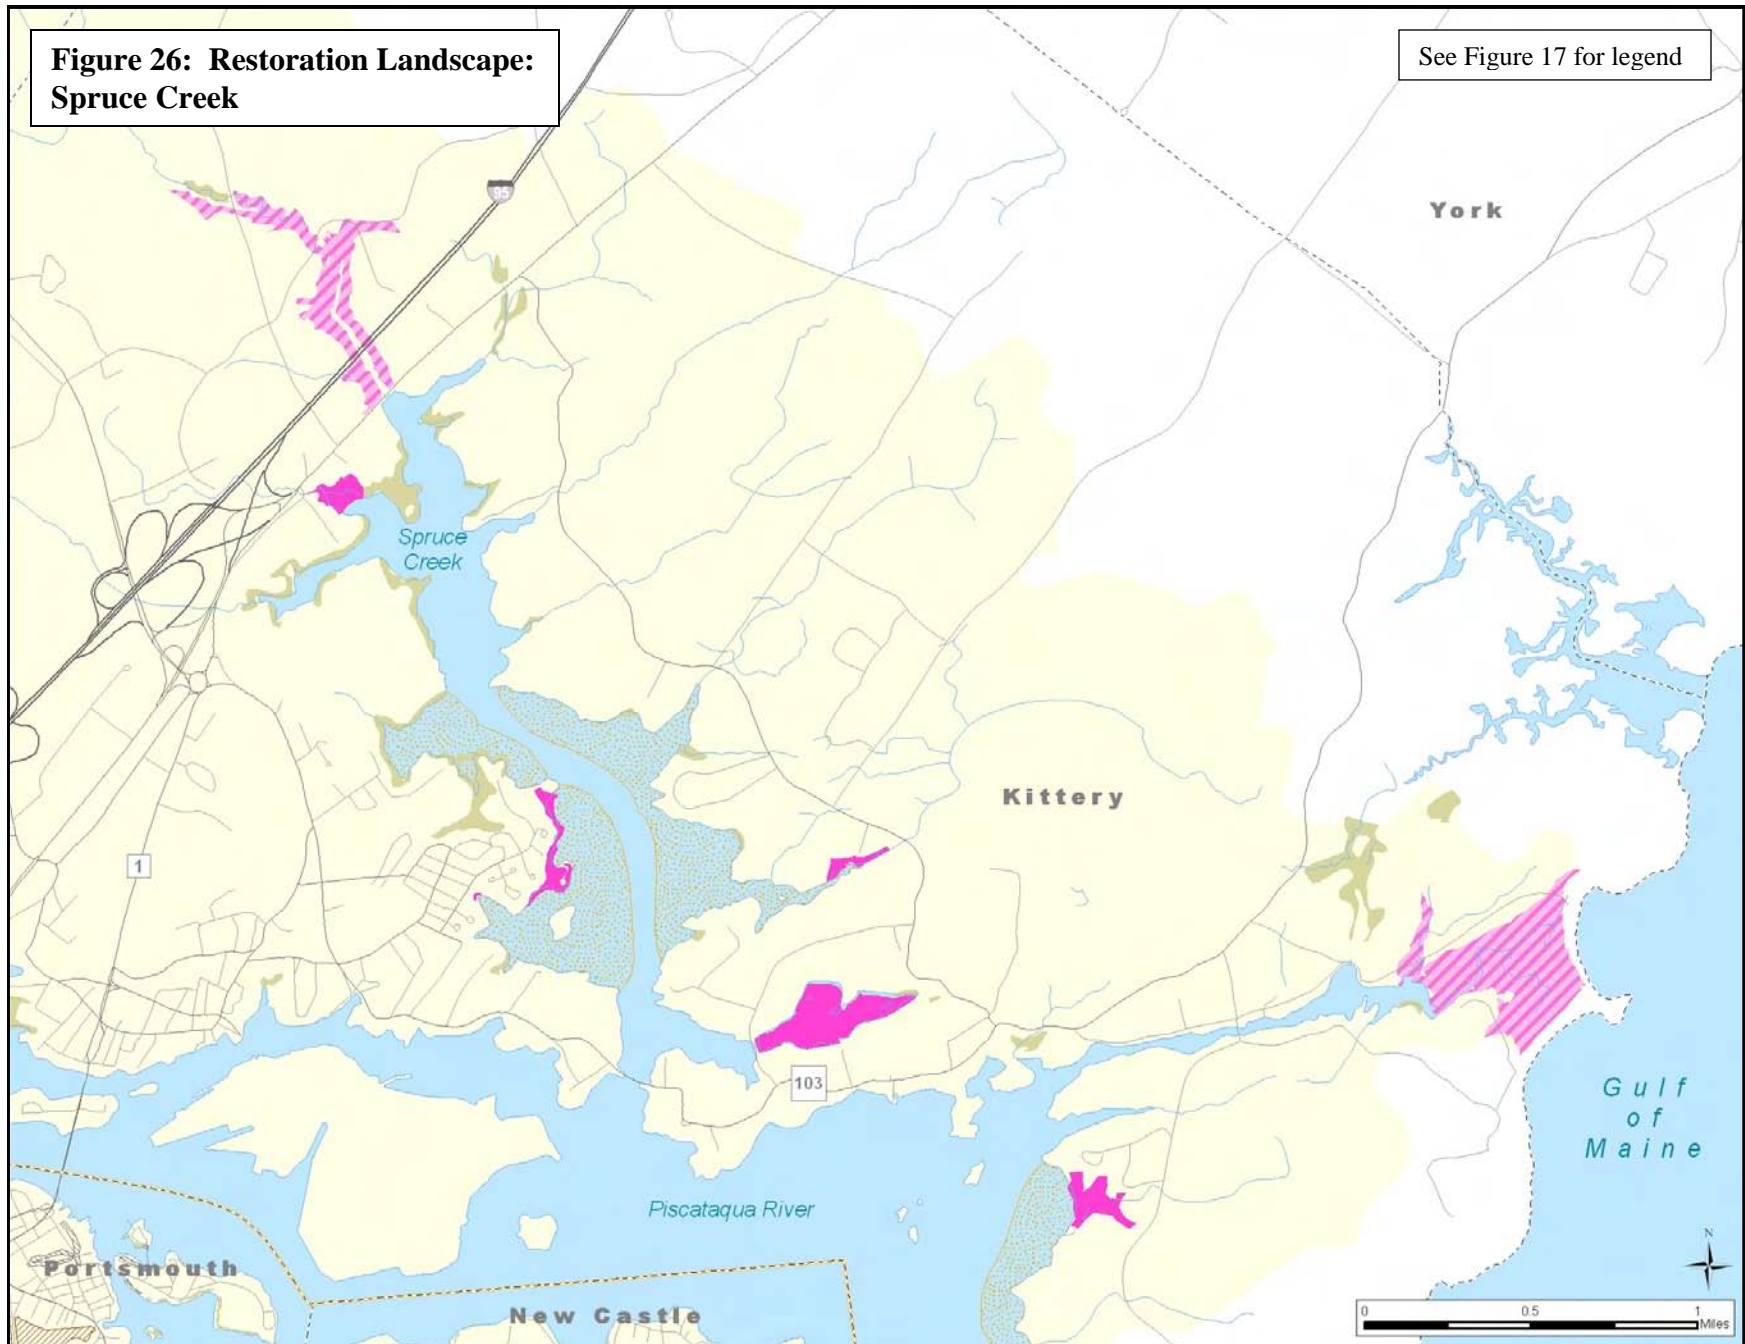 Figure 26:  Restoration Landscape:
Spruce Creek
See Figure 17 for legend
95
York
Spruce
Creek
Kittery
1
103
Gulf
of
Maine
Piscataqua River
N
Portsmouth
New Castle
0 0.5 1
Miles